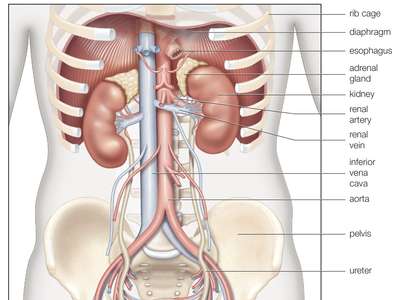 rib cage
diaphragm
esophagus
adrenal
gland
kidney
renal
artery
renal
vein
inferior
vena
cava
aorta
pelvis
ureter